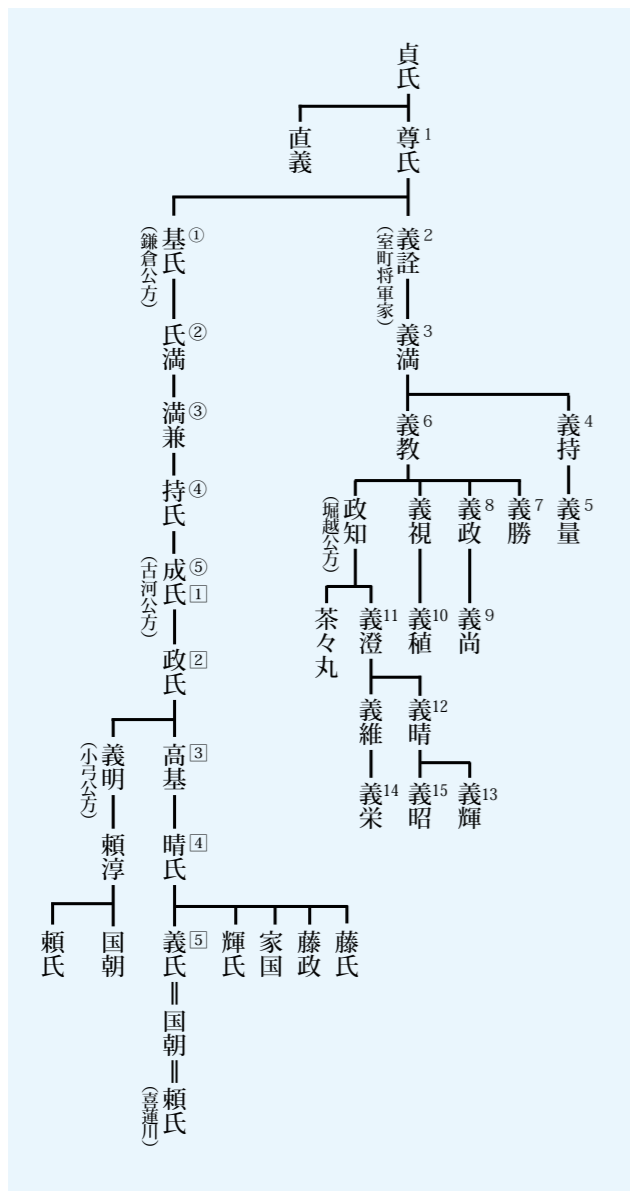 貞氏
尊氏1
直義
義詮2
(室町将軍家)
基氏①
(鎌倉公方)
義満3
氏満②
義持4
義教6
満兼③
義量5
義勝7
義政8
義視
政知
(堀越公方)
持氏④
成氏⑤1
(古河公方)
義尚9
義稙10
義澄11
茶々丸
政氏2
義晴12
義維
高基3
義明
(小弓公方)
義輝13
義昭15
義栄14
晴氏4
頼淳
藤氏
藤政
家国
輝氏
義氏5
国朝
頼氏
国朝
頼氏
(喜連川)